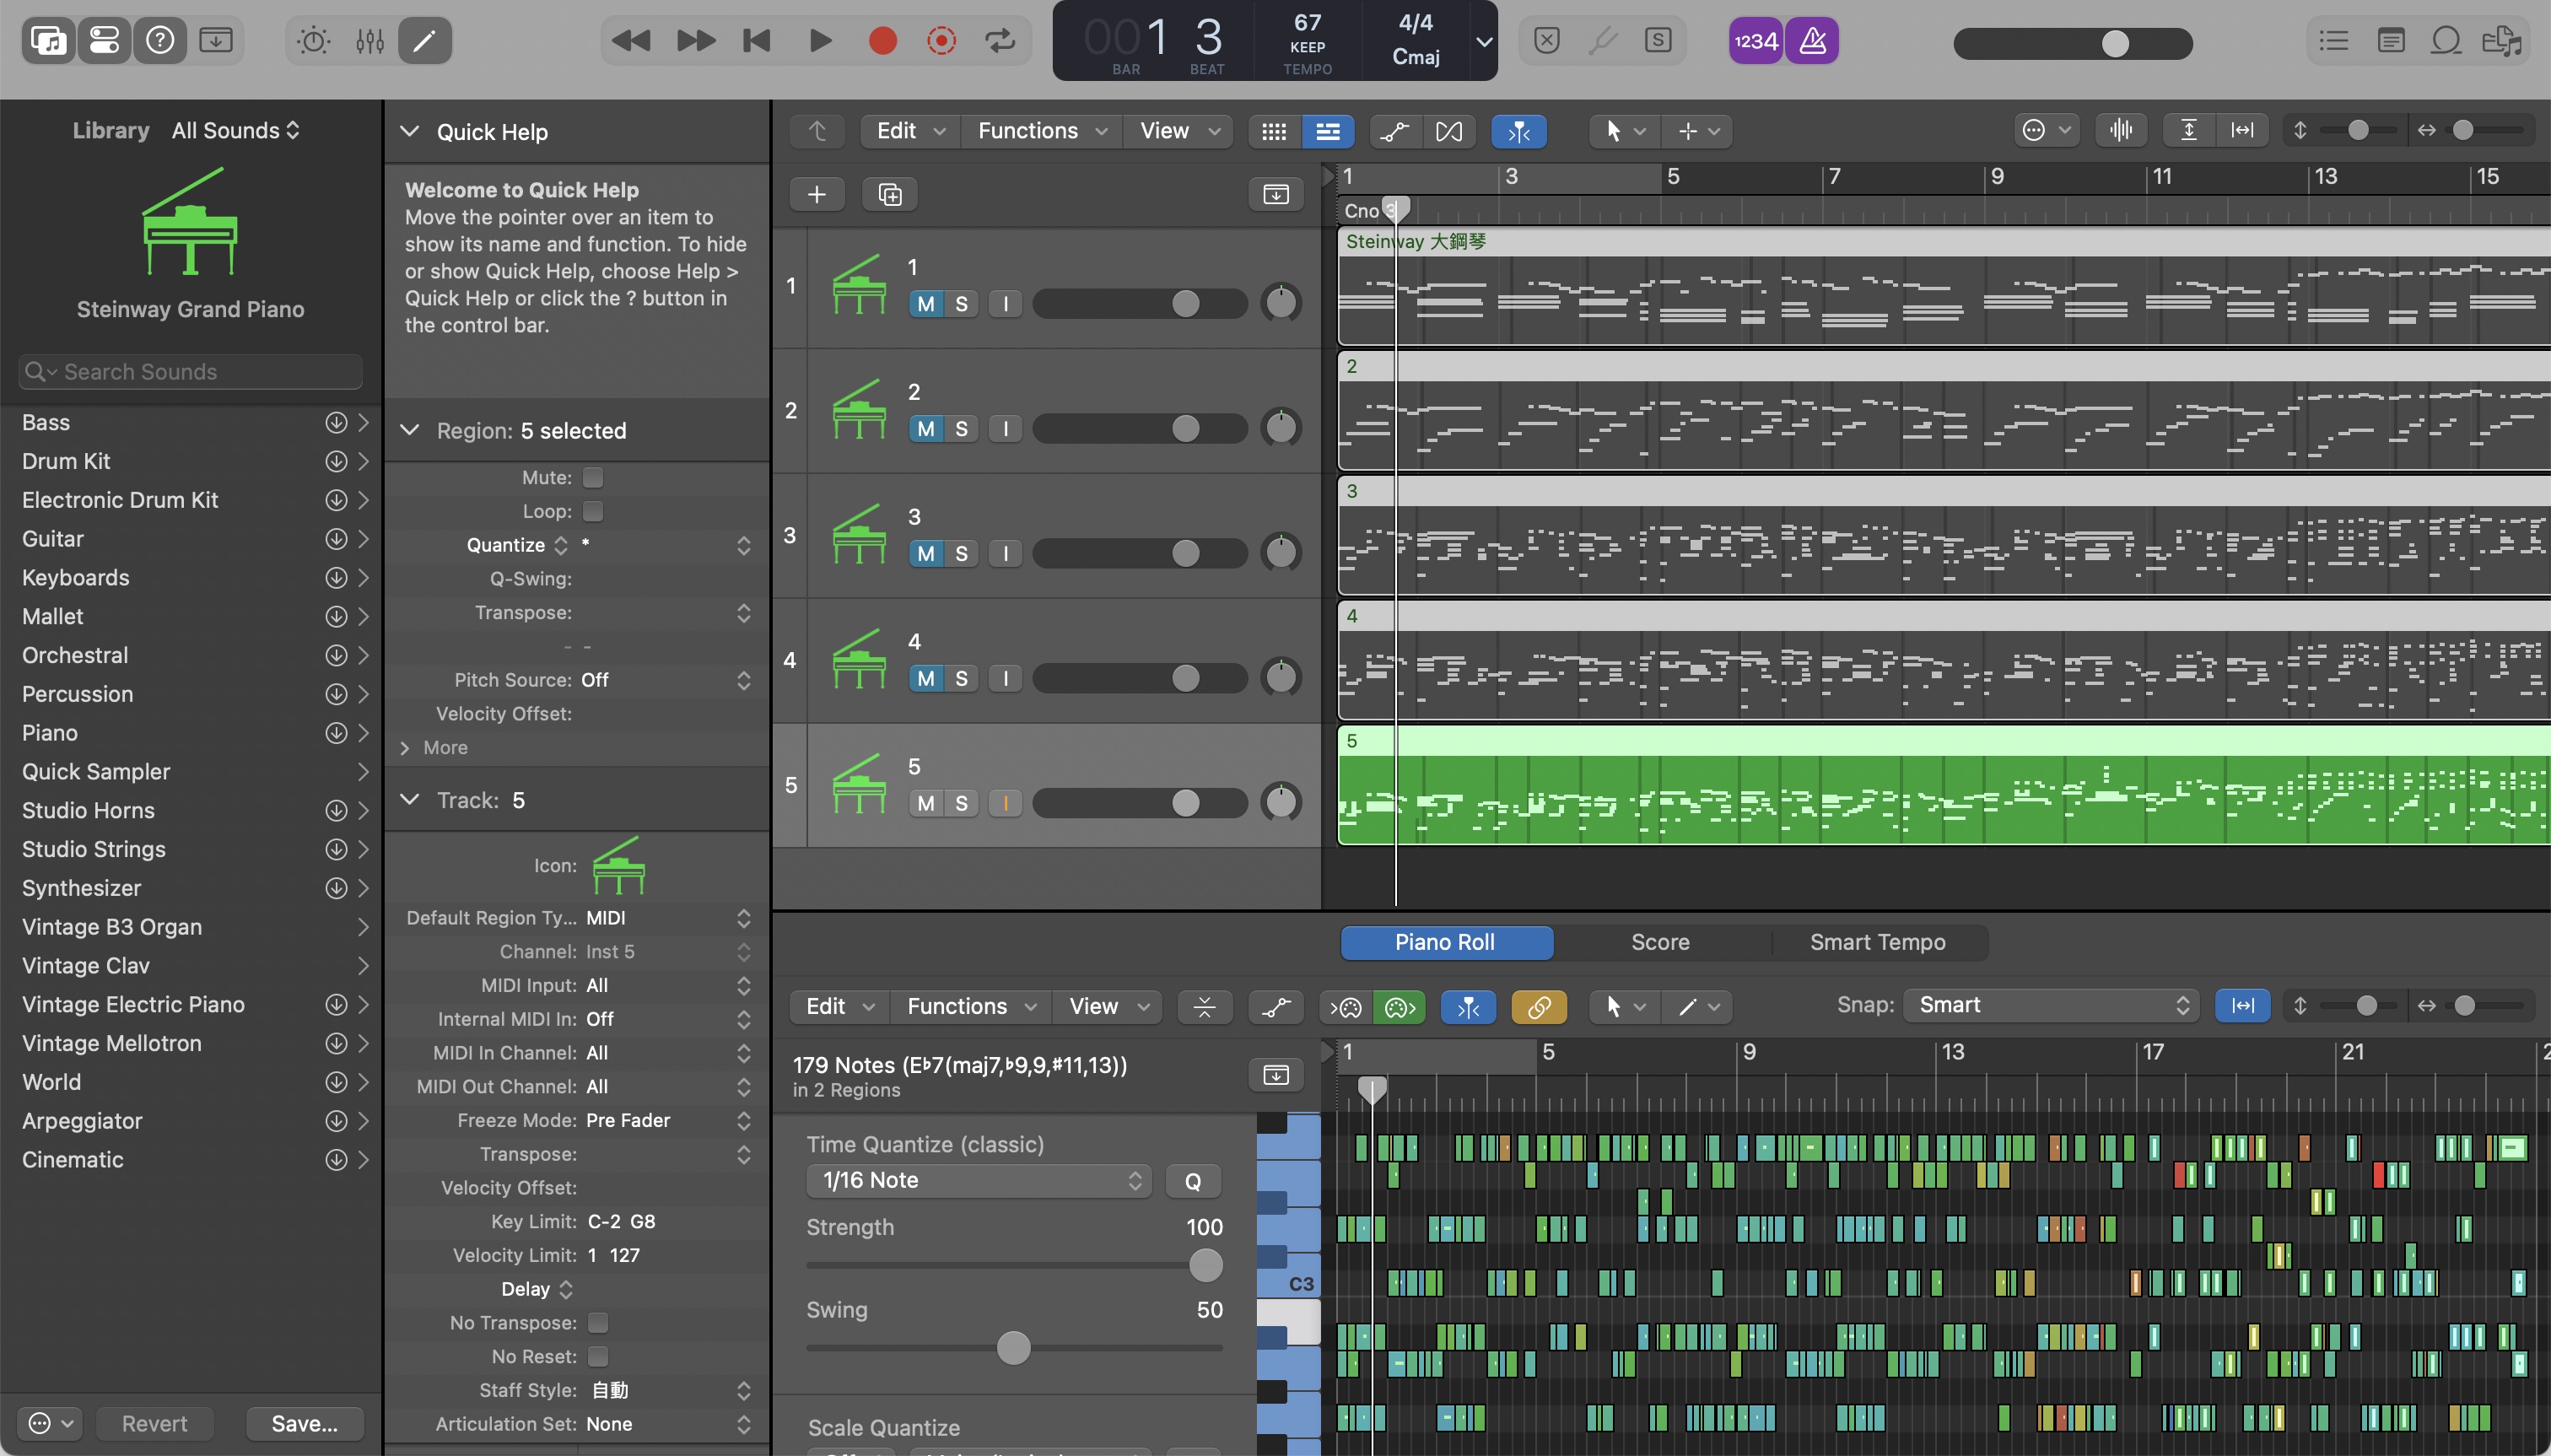 001 3
BAR BEAT
67
KEEP
TEMPO
4/4
Cmaj
S
1234
Library All Sounds
Steinway Grand Piano
Search Sounds
Bass
Drum Kit
Electronic Drum Kit
Guitar
Keyboards
Mallet
Orchestral
Percussion
Piano
Quick Sampler
Studio Horns
Studio Strings
Synthesizer
Vintage B3 Organ
Vintage Clav
Vintage Electric Piano
Vintage Mellotron
World
Arpeggiator
Cinematic
Revert Save...
Quick Help
Welcome to Quick Help
Move the pointer over an item to
show its name and function. To hide
or show Quick Help, choose Help >
Quick Help or click the ? button in
the control bar.
Region: 5 selected
Mute:
Loop:
Quantize *
Q-Swing:
Transpose:
- -
Pitch Source: Off
Velocity Offset:
More
Track: 5
Icon:
Default Region Ty... MIDI
Channel: Inst 5
MIDI Input: All
Internal MIDI In: Off
MIDI In Channel: All
MIDI Out Channel: All
Freeze Mode: Pre Fader
Transpose:
Velocity Offset:
Key Limit: C-2 G8
Velocity Limit: 1 127
Delay
No Transpose:
No Reset:
Staff Style: 自動
Articulation Set: None
Edit Functions View
1 3 5 7 9 11 13 15
Cno 3
1 1
M S I
Steinway 大鋼琴
2 2
M S I
2
3 3
M S I
3
4 4
M S I
4
5 5
M S I
5
Piano Roll Score Smart Tempo
Edit Functions View
Snap: Smart
179 Notes (E♭7(maj7,♭9,9,♯11,13))
in 2 Regions
1 5 9 13 17 21
Time Quantize (classic)
1/16 Note Q
Strength 100
Swing 50
Scale Quantize
C3